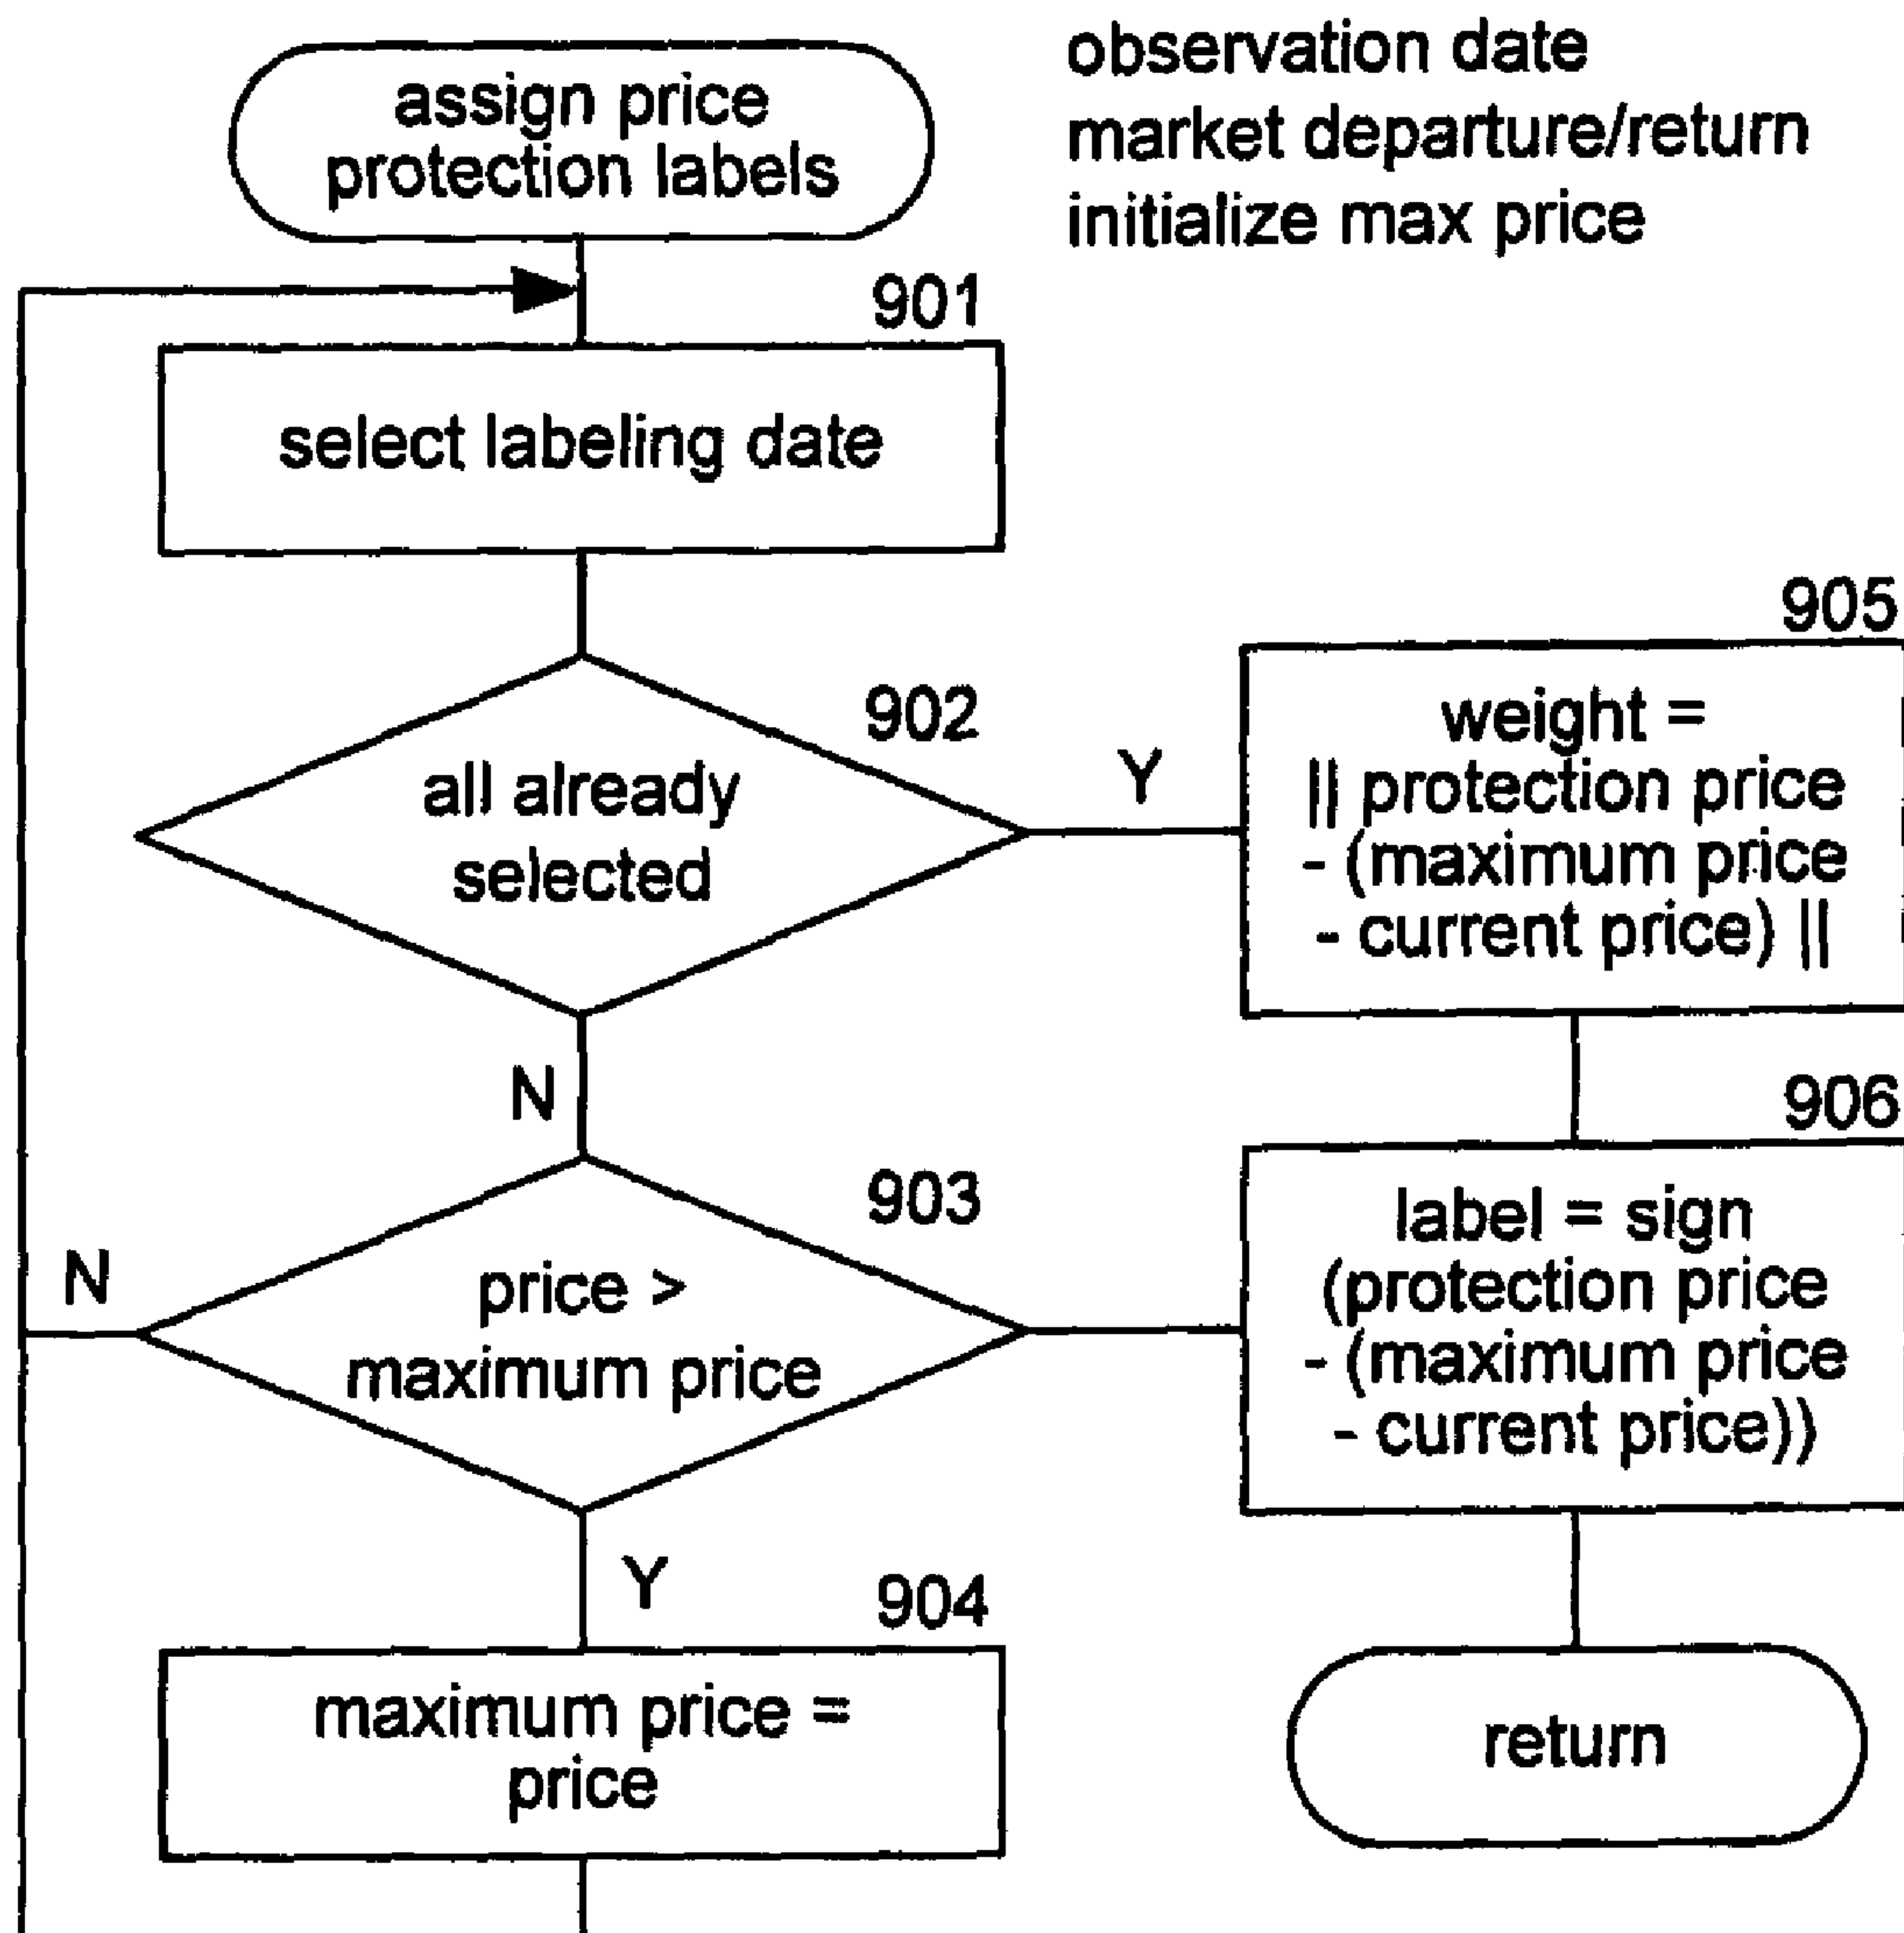 assign price
protection labels
observation date
market departure/return
initialize max price
901
select labeling date
902
all already
selected
Y
N
905
weight =
|| protection price
- (maximum price
- current price) ||
903
price >
maximum price
N
Y
906
label = sign
(protection price
- (maximum price
- current price))
904
maximum price =
price
return